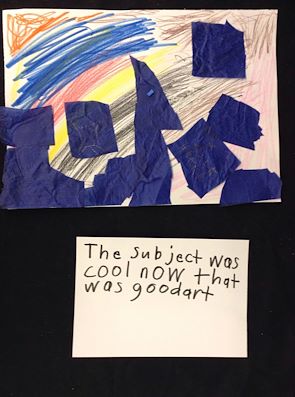 The subject was
cool now that
was goodart